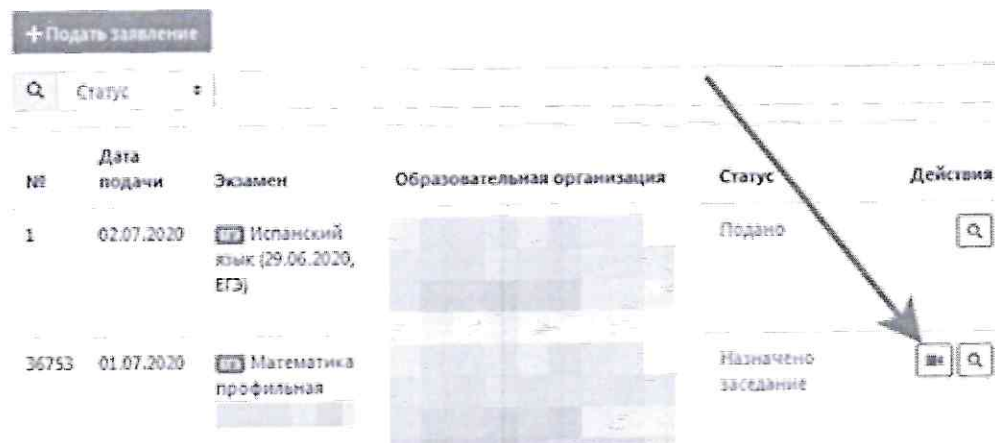 + Подать заявление
Статус
№ Дата подачи Экзамен Образовательная организация Статус Действия
1 02.07.2020 Испанский Подано
язык (29.06.2020,
ЕГЭ)
36753 01.07.2020 Математика Назначено
профильная заседание